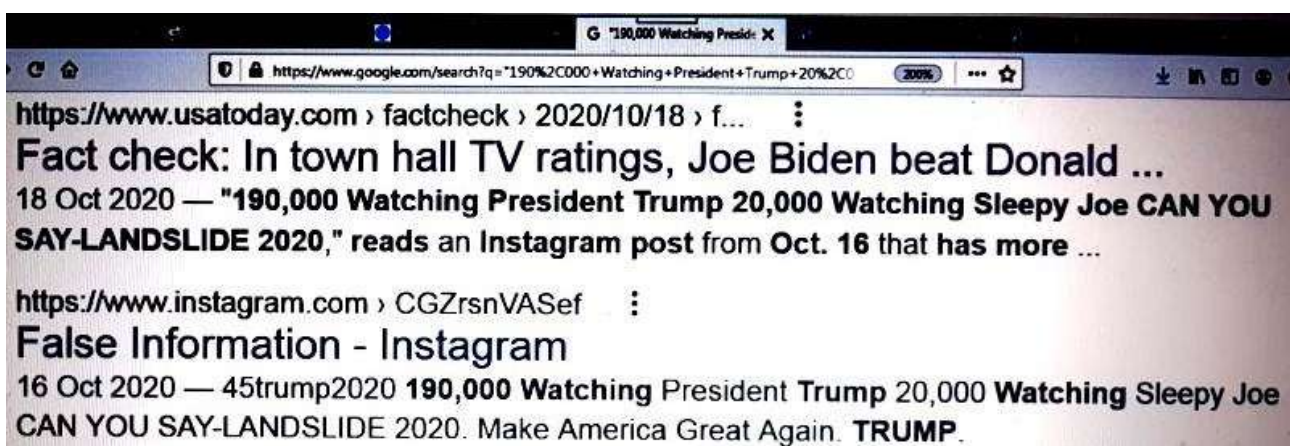 G "190,000 Watching Preside X
https://www.google.com/search?q="190%2C000+Watching+President+Trump+20%2C0 200%
https://www.usatoday.com › factcheck › 2020/10/18 › f...
Fact check: In town hall TV ratings, Joe Biden beat Donald ...
18 Oct 2020 — "190,000 Watching President Trump 20,000 Watching Sleepy Joe CAN YOU
SAY-LANDSLIDE 2020," reads an Instagram post from Oct. 16 that has more ...
https://www.instagram.com › CGZrsnVASef
False Information - Instagram
16 Oct 2020 — 45trump2020 190,000 Watching President Trump 20,000 Watching Sleepy Joe
CAN YOU SAY-LANDSLIDE 2020. Make America Great Again. TRUMP.